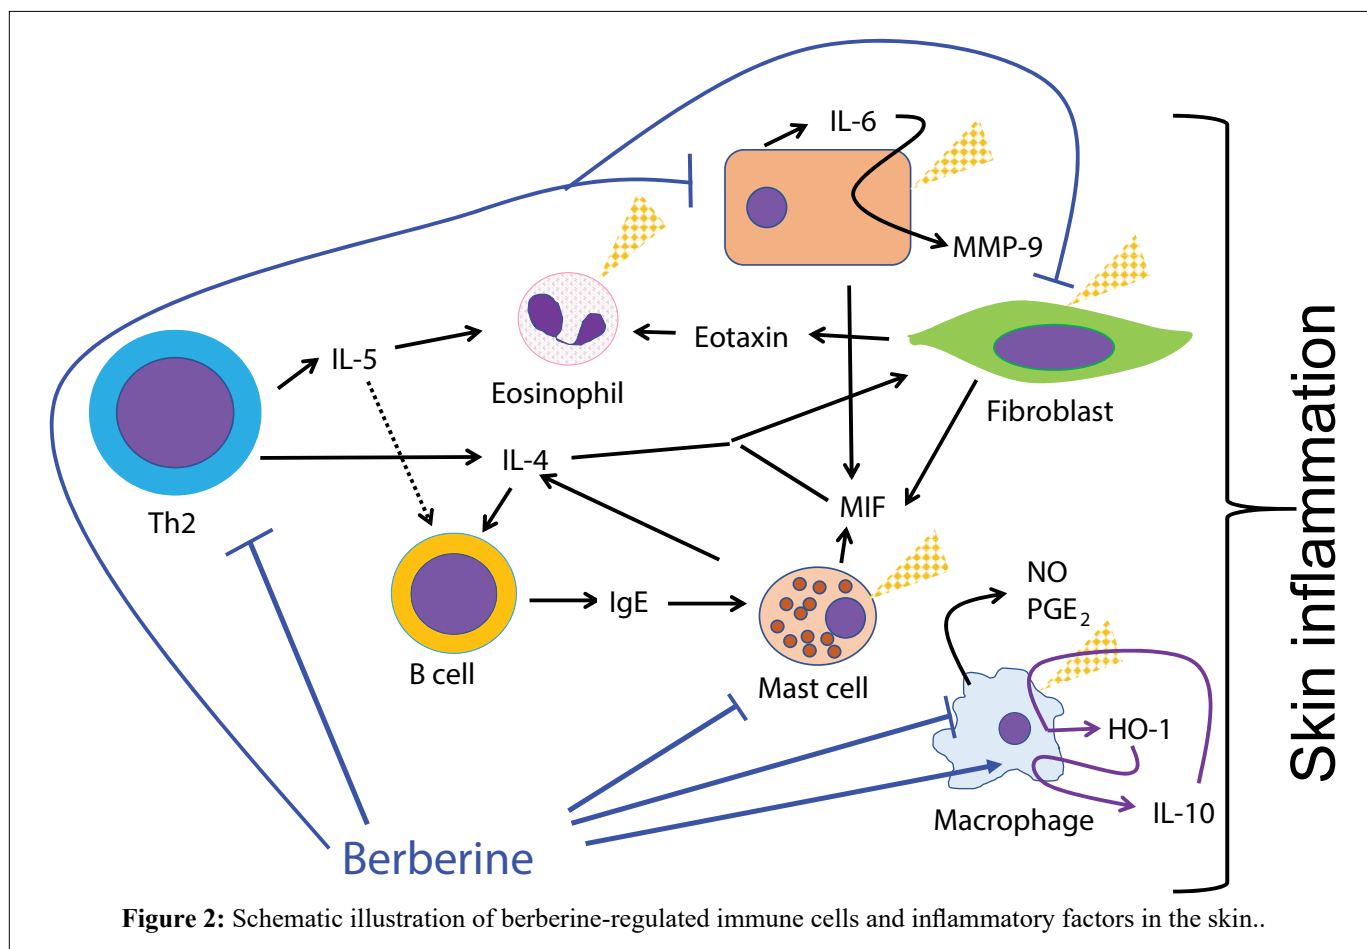 IL-6
MMP-9
IL-5
Eotaxin
Eosinophil
Fibroblast
IL-4
Th2
MIF
NO
PGE₂
IgE
B cell
Mast cell
HO-1
IL-10
Macrophage
Berberine
Skin inflammation
Figure 2: Schematic illustration of berberine-regulated immune cells and inflammatory factors in the skin..